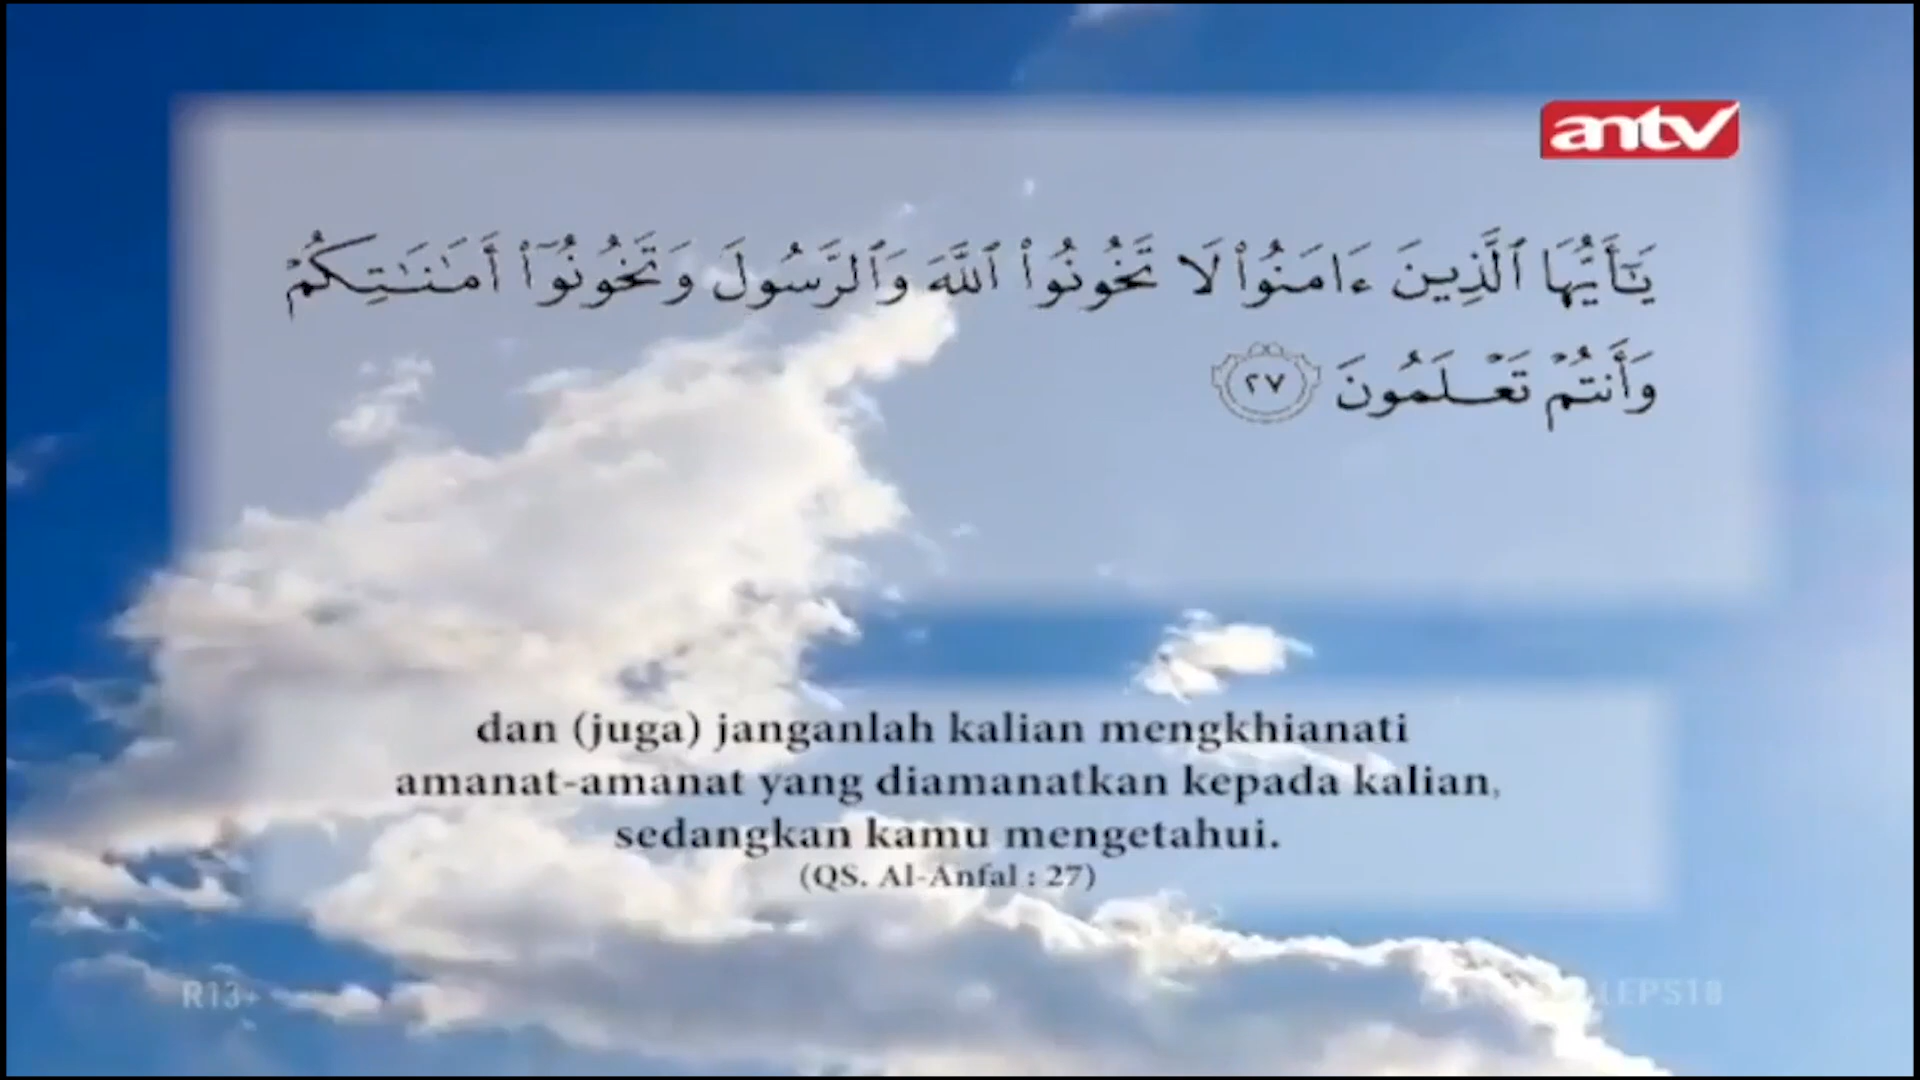 antv
يَٰٓأَيُّهَا ٱلَّذِينَ ءَامَنُوا۟ لَا تَخُونُوا۟ ٱللَّهَ وَٱلرَّسُولَ وَتَخُونُوٓا۟ أَمَٰنَٰتِكُمْ
وَأَنتُمْ تَعْلَمُونَ ٢٧
dan (juga) janganlah kalian mengkhianati
amanat-amanat yang diamanatkan kepada kalian,
sedangkan kamu mengetahui.
(QS. Al-Anfal : 27)
R13+
EPS18